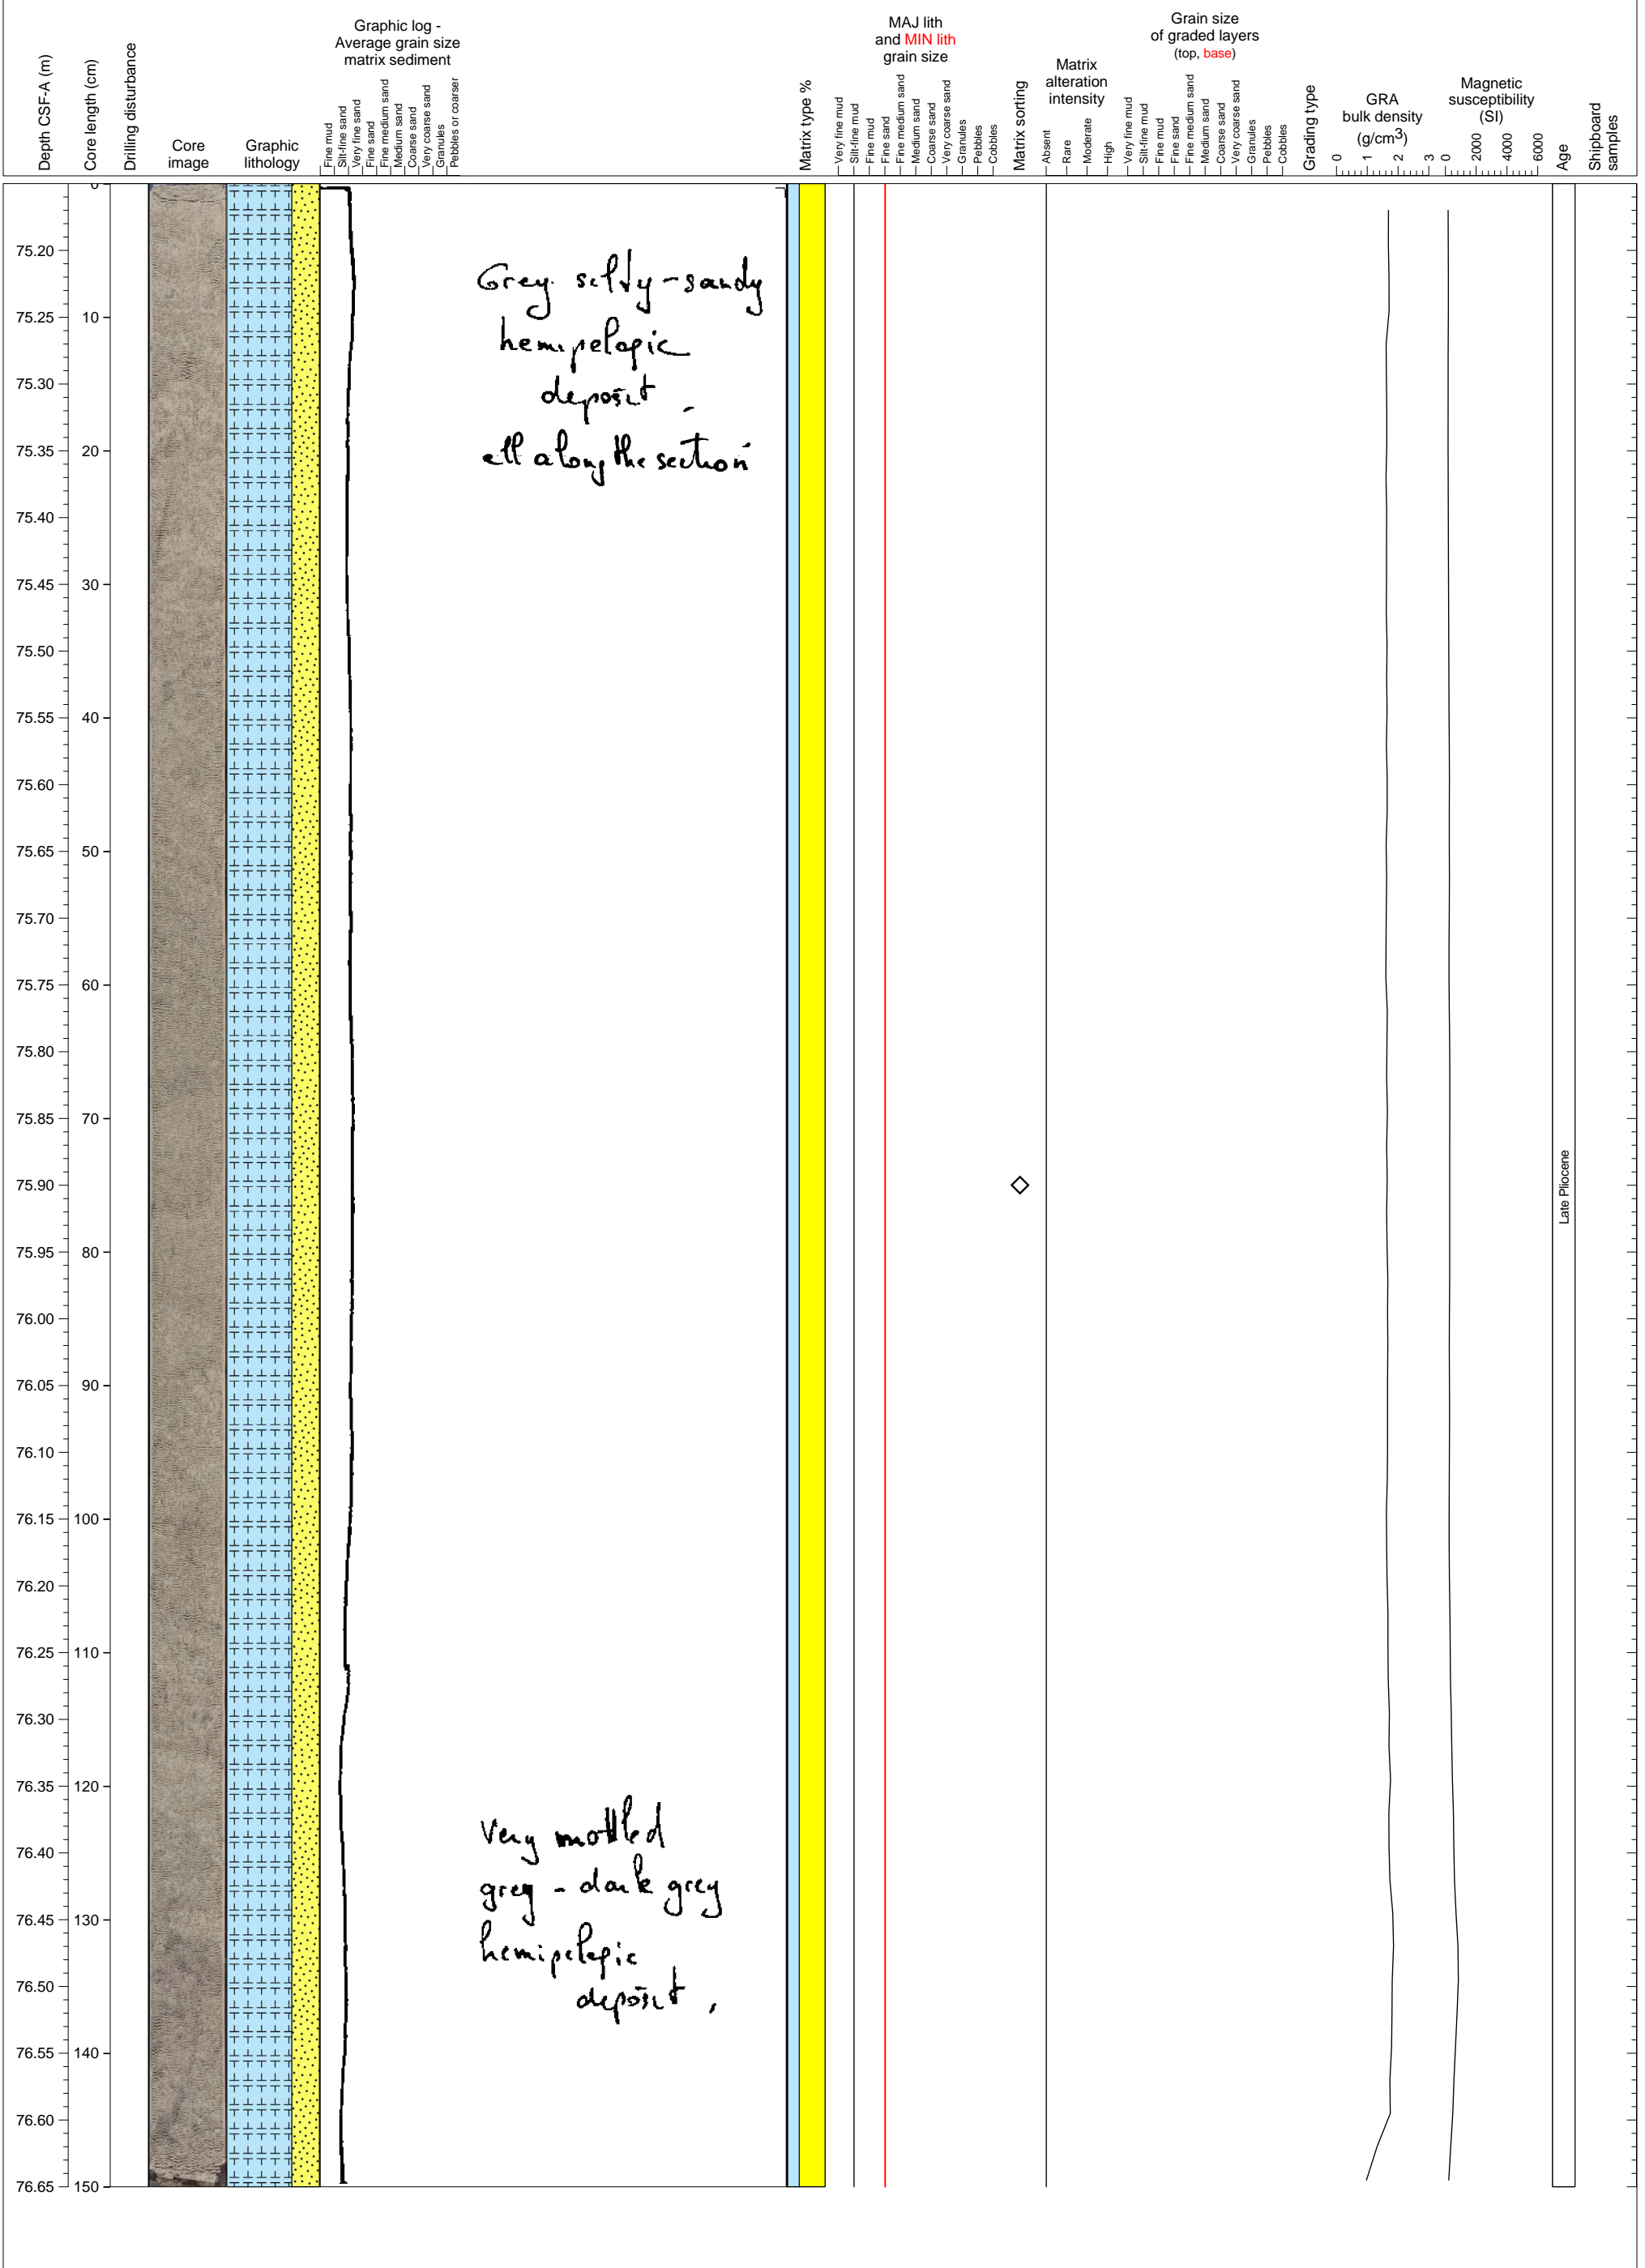 Depth CSF-A (m)
Core length (cm)
Drilling disturbance
Core
image
Graphic
lithology
Graphic log -
Average grain size
matrix sediment
Fine mud
Silt-fine sand
Very fine sand
Fine sand
Fine medium sand
Medium sand
Coarse sand
Very coarse sand
Granules
Pebbles or coarser
Matrix type %
MAJ lith
and MIN lith
grain size
Very fine mud
Silt-fine mud
Fine mud
Fine sand
Fine medium sand
Medium sand
Coarse sand
Very coarse sand
Granules
Pebbles
Cobbles
Matrix sorting
Matrix
alteration
intensity
Absent
Rare
Moderate
High
Grain size
of graded layers
(top, base)
Very fine mud
Silt-fine mud
Fine mud
Fine sand
Fine medium sand
Medium sand
Coarse sand
Very coarse sand
Granules
Pebbles
Cobbles
Grading type
GRA
bulk density
(g/cm3)
0 1 2 3
Magnetic
susceptibility
(SI)
0 2000 4000 6000
Age
Shipboard
samples
0
75.20
75.25 10
75.30
75.35 20
75.40
75.45 30
75.50
75.55 40
75.60
75.65 50
75.70
75.75 60
75.80
75.85 70
75.90
75.95 80
76.00
76.05 90
76.10
76.15 100
76.20
76.25 110
76.30
76.35 120
76.40
76.45 130
76.50
76.55 140
76.60
76.65 150
Grey silty-sandy
hemipelagic
deposit
all along the section
Very mottled
grey - dark grey
hemipelagic
deposit,
Late Pliocene